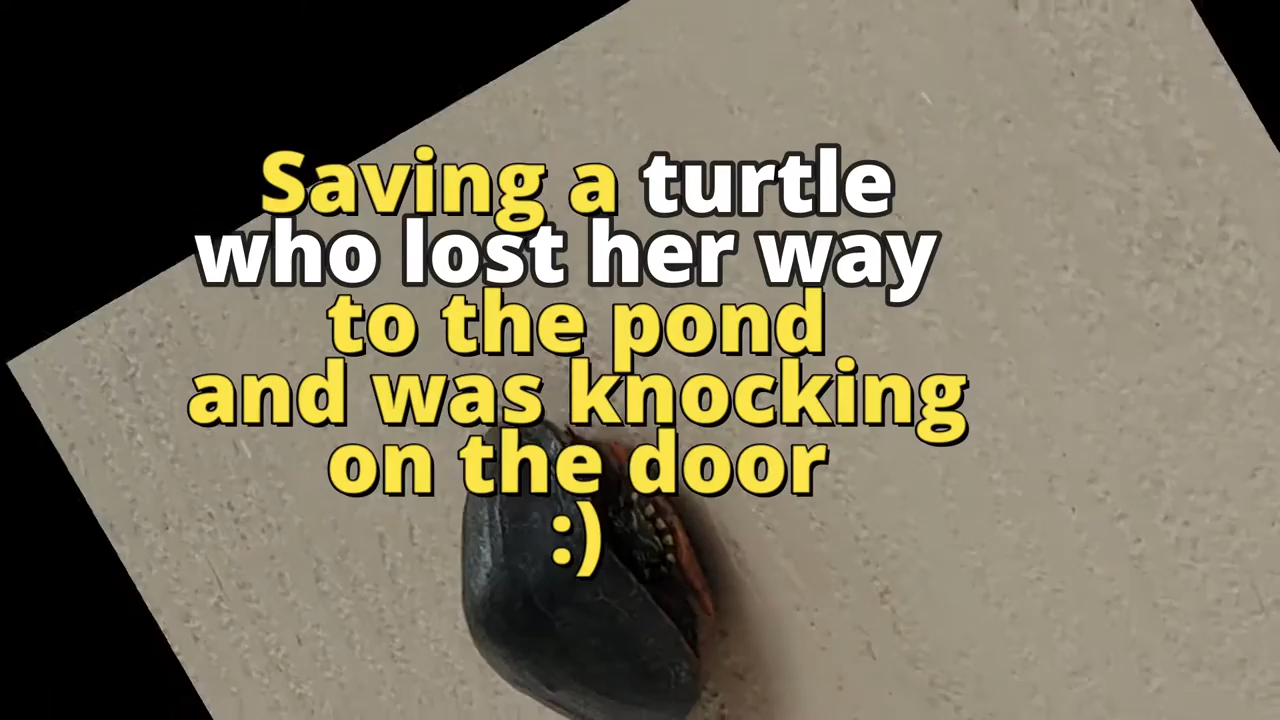 Saving a turtle
who lost her way
to the pond
and was knocking
on the door
:)